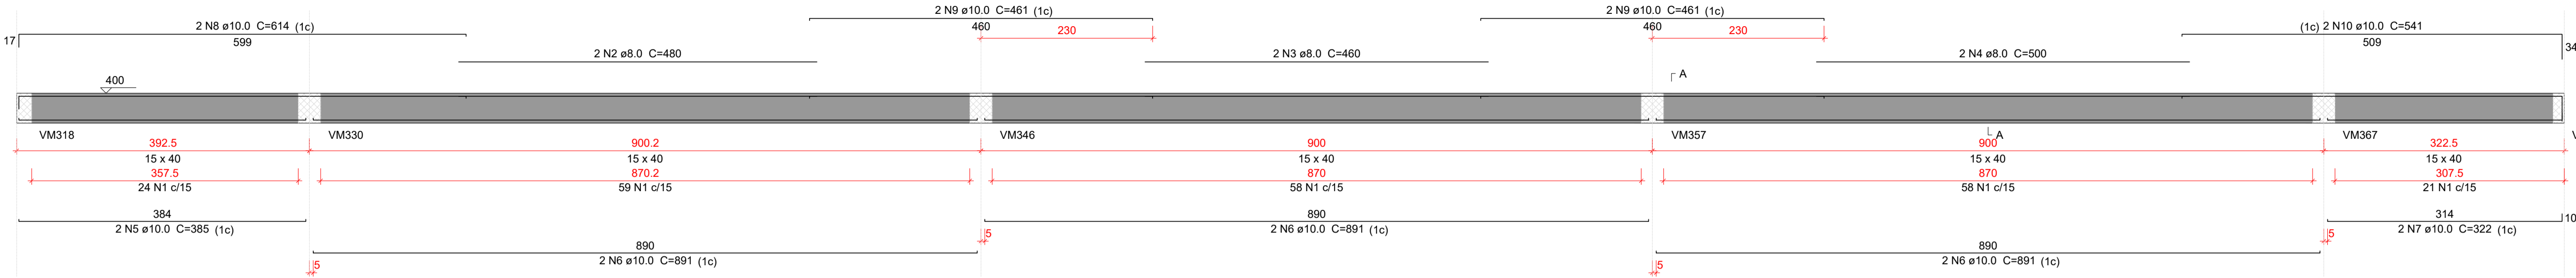 2 N9 ø10.0 C=461 (1c)
460
230
2 N9 ø10.0 C=461 (1c)
460
230
2 N8 ø10.0 C=614 (1c)
17
599
(1c) 2 N10 ø10.0 C=541
509
34
2 N2 ø8.0 C=480
2 N3 ø8.0 C=460
2 N4 ø8.0 C=500
A
400
VM318
VM330
VM346
VM357
A
VM367
V
392.5
900.2
900
900
322.5
15 x 40
15 x 40
15 x 40
15 x 40
15 x 40
357.5
870.2
870
870
307.5
24 N1 c/15
59 N1 c/15
58 N1 c/15
58 N1 c/15
21 N1 c/15
384
2 N5 ø10.0 C=385 (1c)
890
2 N6 ø10.0 C=891 (1c)
5
314
10
2 N7 ø10.0 C=322 (1c)
5
890
2 N6 ø10.0 C=891 (1c)
5
890
2 N6 ø10.0 C=891 (1c)
5